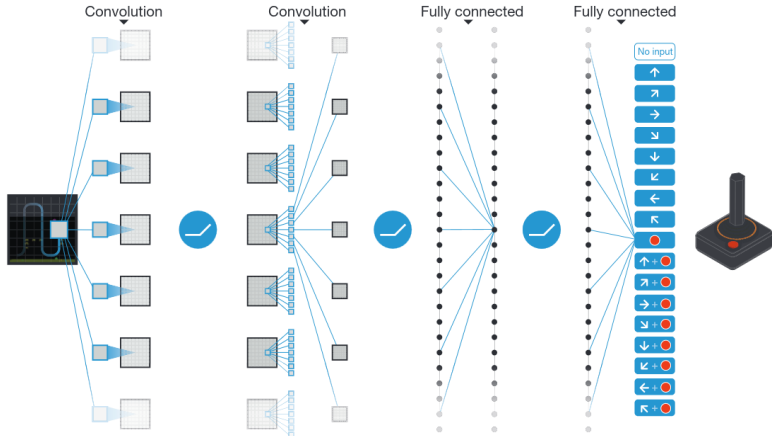 Convolution
Convolution
Fully connected
Fully connected
No input
+
+
+
+
+
+
+
+